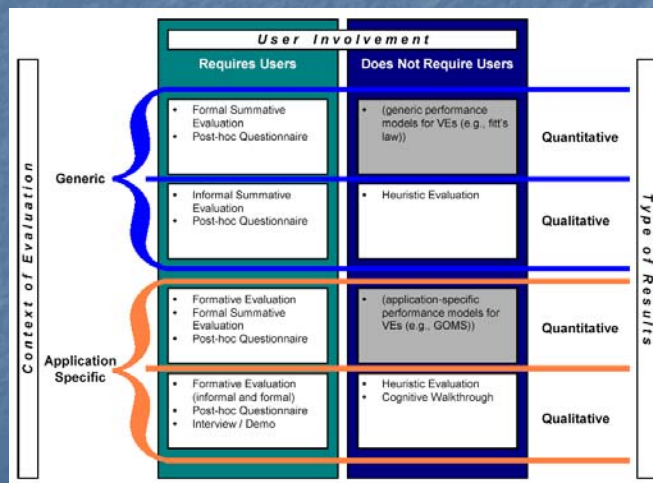 User Involvement
Requires Users
Does Not Require Users
Context of Evaluation
Type of Results
Generic
Formal Summative
Evaluation
Post-hoc Questionnaire
(generic performance
models for VEs (e.g., fitt's
law))
Quantitative
Informal Summative
Evaluation
Post-hoc Questionnaire
Heuristic Evaluation
Qualitative
Application
Specific
Formative Evaluation
Formal Summative
Evaluation
Post-hoc Questionnaire
(application-specific
performance models for
VEs (e.g., GOMS))
Quantitative
Formative Evaluation
(informal and formal)
Post-hoc Questionnaire
Interview / Demo
Heuristic Evaluation
Cognitive Walkthrough
Qualitative